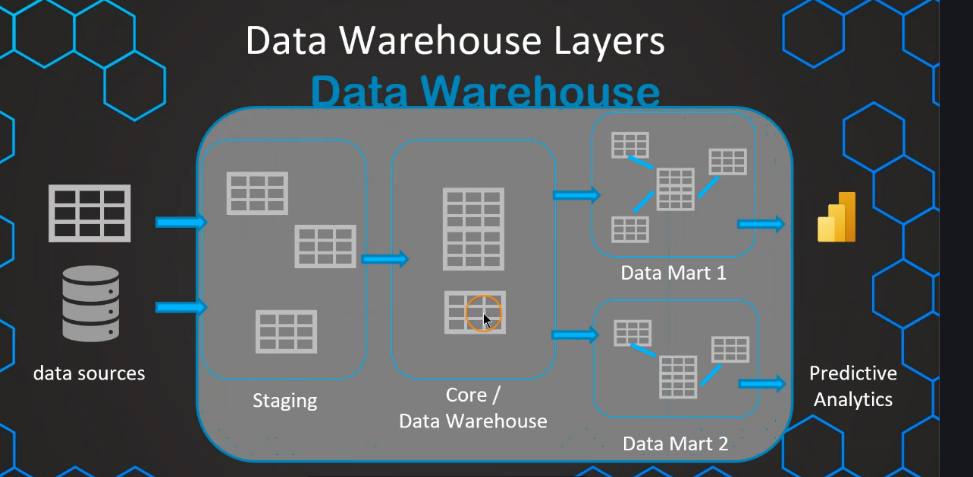 Data Warehouse Layers
Data Warehouse
data sources
Staging
Core /
Data Warehouse
Data Mart 1
Data Mart 2
Predictive
Analytics